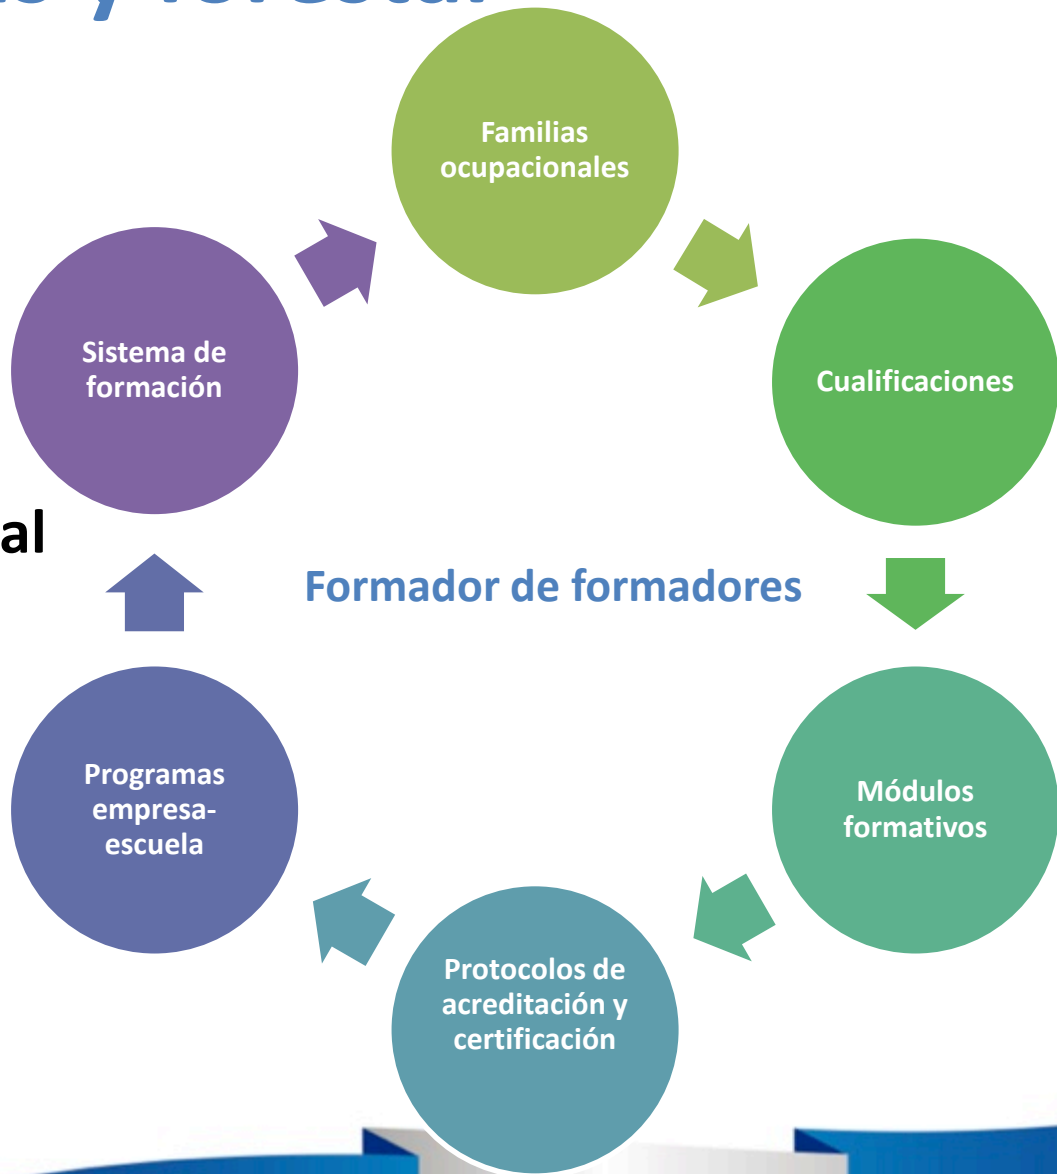 y forestal
Familias
ocupacionales
Cualificaciones
Módulos
formativos
Protocolos de
acreditación y
certificación
Programas
empresa-
escuela
Sistema de
formación
al
Formador de formadores